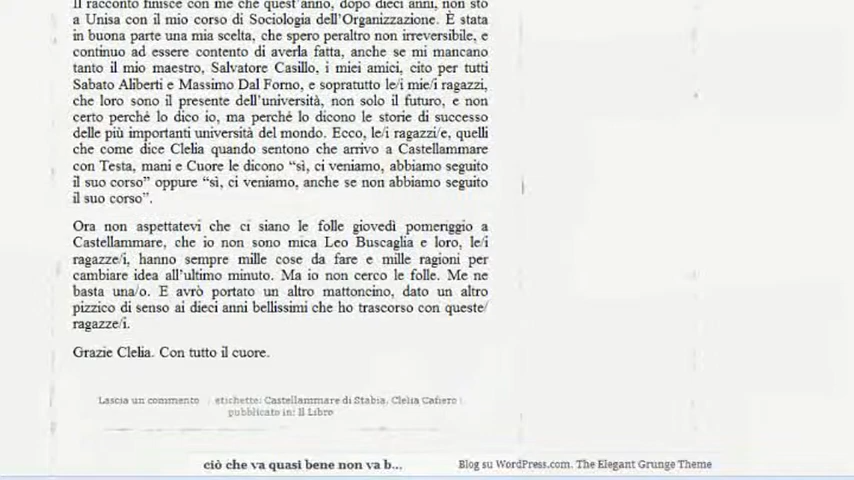 Il racconto finisce con me che quest'anno, dopo dieci anni, non sto
a Unisa con il mio corso di Sociologia dell'Organizzazione. È stata
in buona parte una mia scelta, che spero peraltro non irreversibile, e
continuo ad essere contento di averla fatta, anche se mi mancano
tanto il mio maestro, Salvatore Casillo, i miei amici, cito per tutti
Sabato Aliberti e Massimo Dal Forno, e sopratutto le/i mie/i ragazzi,
che loro sono il presente dell'università, non solo il futuro, e non
certo perché lo dico io, ma perché lo dicono le storie di successo
delle più importanti università del mondo. Ecco, le/i ragazzi/e, quelli
che come dice Clelia quando sentono che arrivo a Castellammare
con Testa, mani e Cuore le dicono "sì, ci veniamo, abbiamo seguito
il suo corso" oppure "sì, ci veniamo, anche se non abbiamo seguito
il suo corso".
Ora non aspettatevi che ci siano le folle giovedì pomeriggio a
Castellammare, che io non sono mica Leo Buscaglia e loro, le/i
ragazze/i, hanno sempre mille cose da fare e mille ragioni per
cambiare idea all'ultimo minuto. Ma io non cerco le folle. Me ne
basta una/o. E avrò portato un altro mattoncino, dato un altro
pizzico di senso ai dieci anni bellissimi che ho trascorso con queste/
ragazze/i.
Grazie Clelia. Con tutto il cuore.
Lascia un commento | etichette: Castellammare di Stabia, Clelia Cafiero |
pubblicato in: Il Libro
ciò che va quasi bene non va b... Blog su WordPress.com. The Elegant Grunge Theme